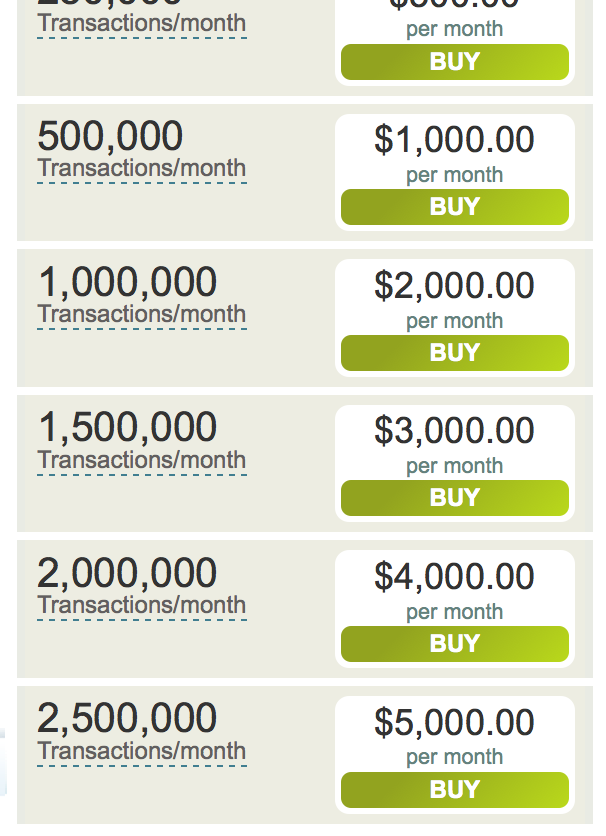 Transactions/month
per month
BUY
500,000
Transactions/month
$1,000.00
per month
BUY
1,000,000
Transactions/month
$2,000.00
per month
BUY
1,500,000
Transactions/month
$3,000.00
per month
BUY
2,000,000
Transactions/month
$4,000.00
per month
BUY
2,500,000
Transactions/month
$5,000.00
per month
BUY